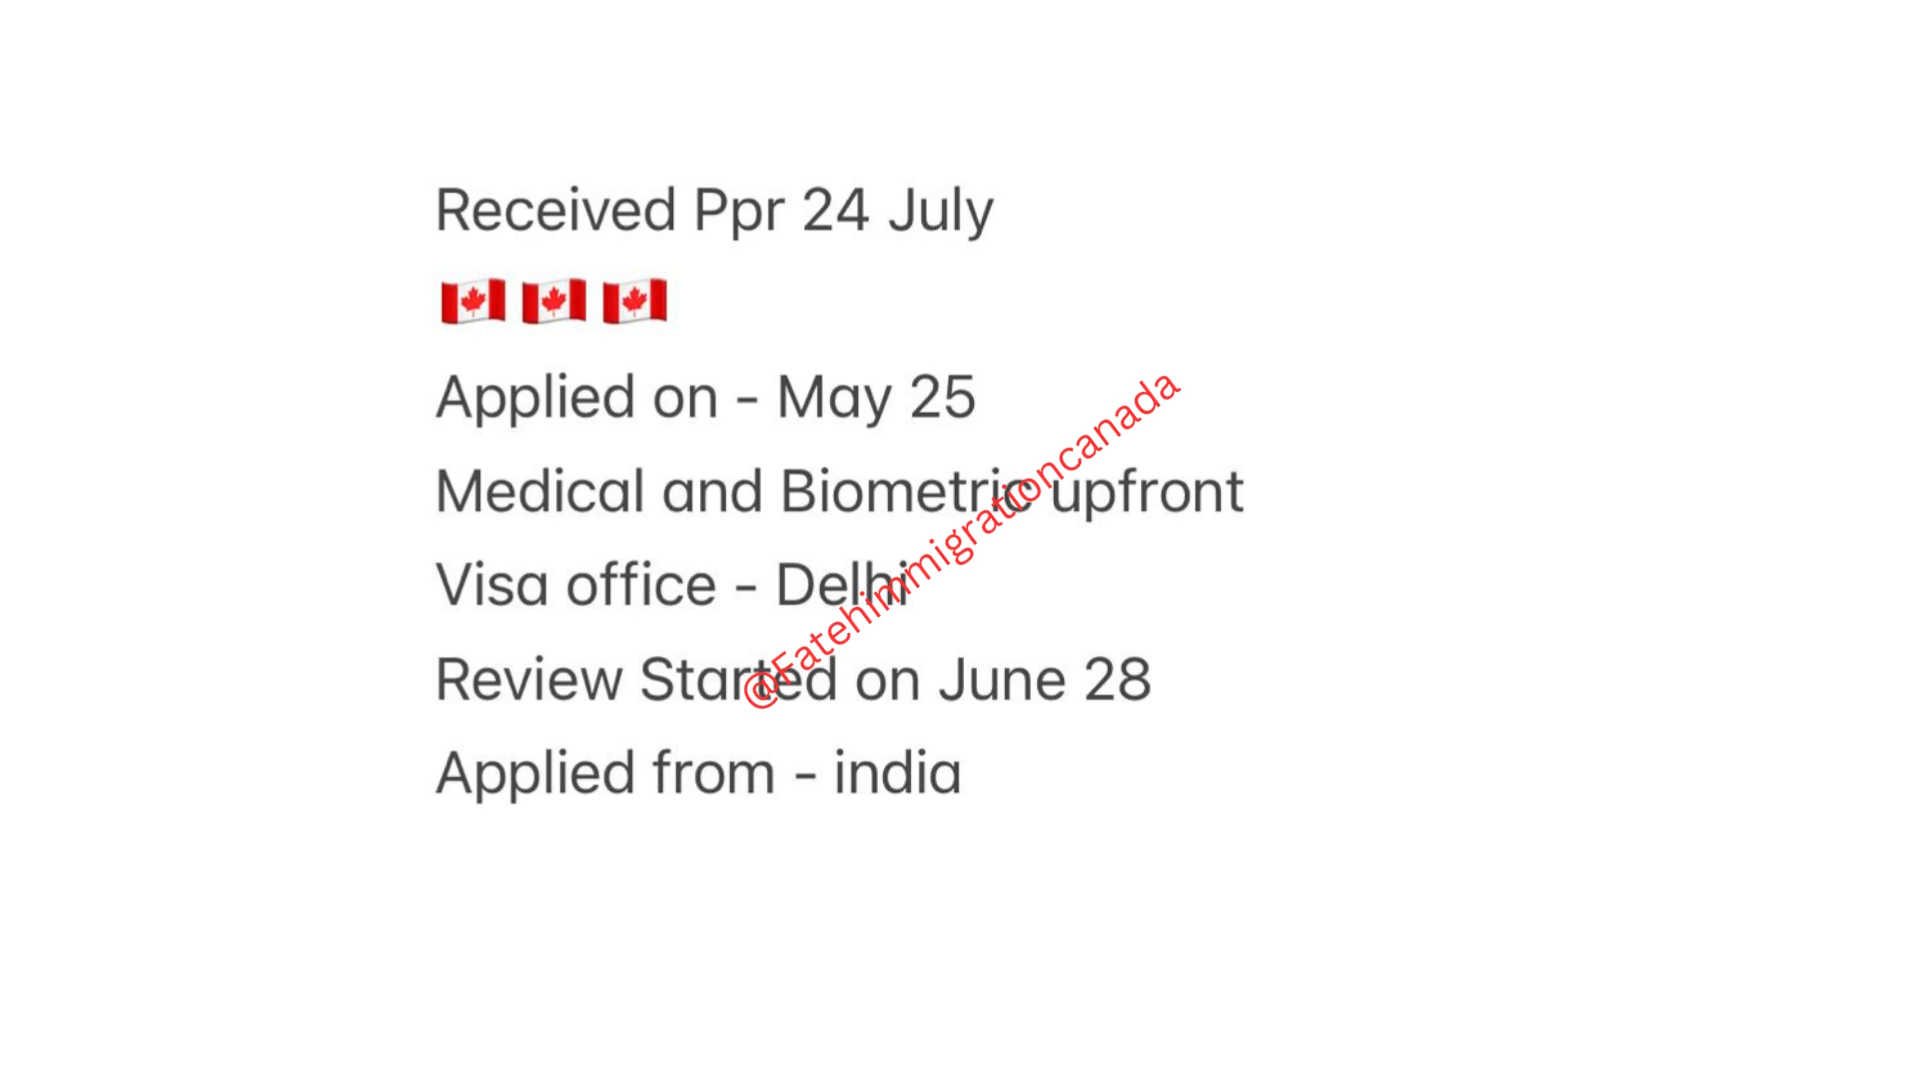 Received Ppr 24 July
🇨🇦 🇨🇦 🇨🇦
Applied on - May 25
Medical and Biometric upfront
Visa office - Delhi
Review Started on June 28
Applied from - india
@Fatehimmigrationcanada